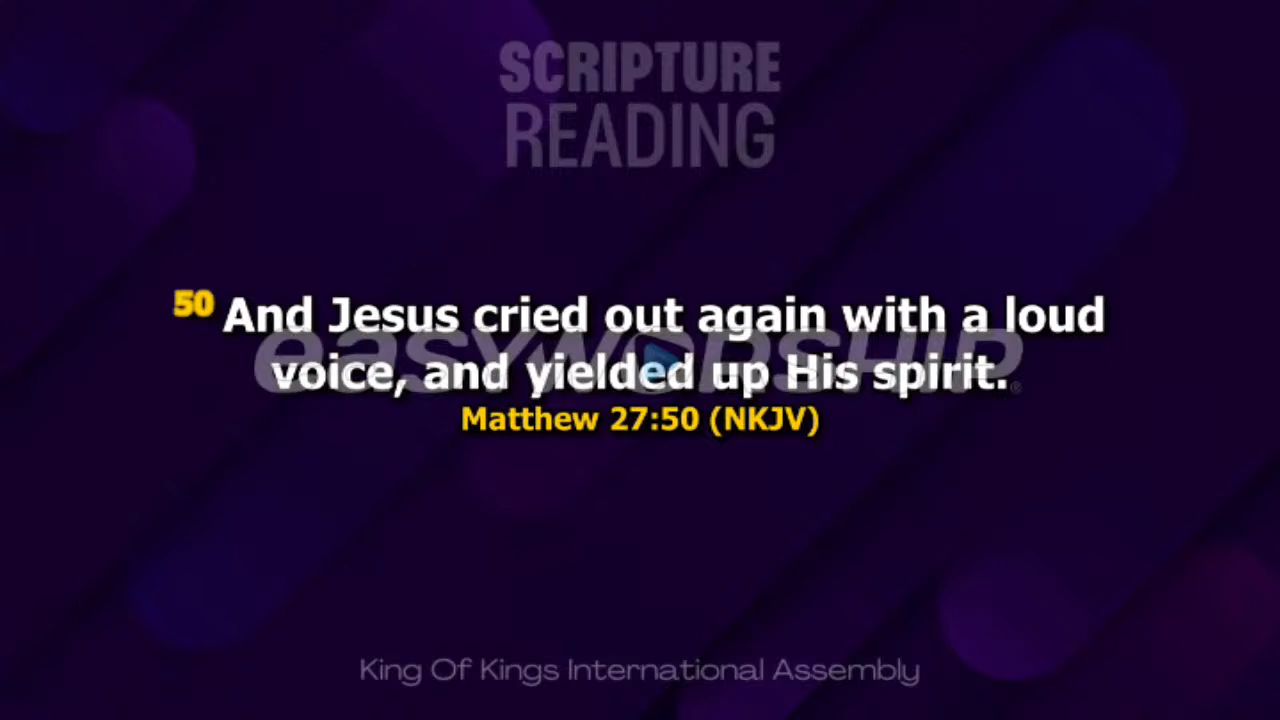 SCRIPTURE
READING
50 And Jesus cried out again with a loud
easyworship®
voice, and yielded up His spirit.
Matthew 27:50 (NKJV)
King Of Kings International Assembly